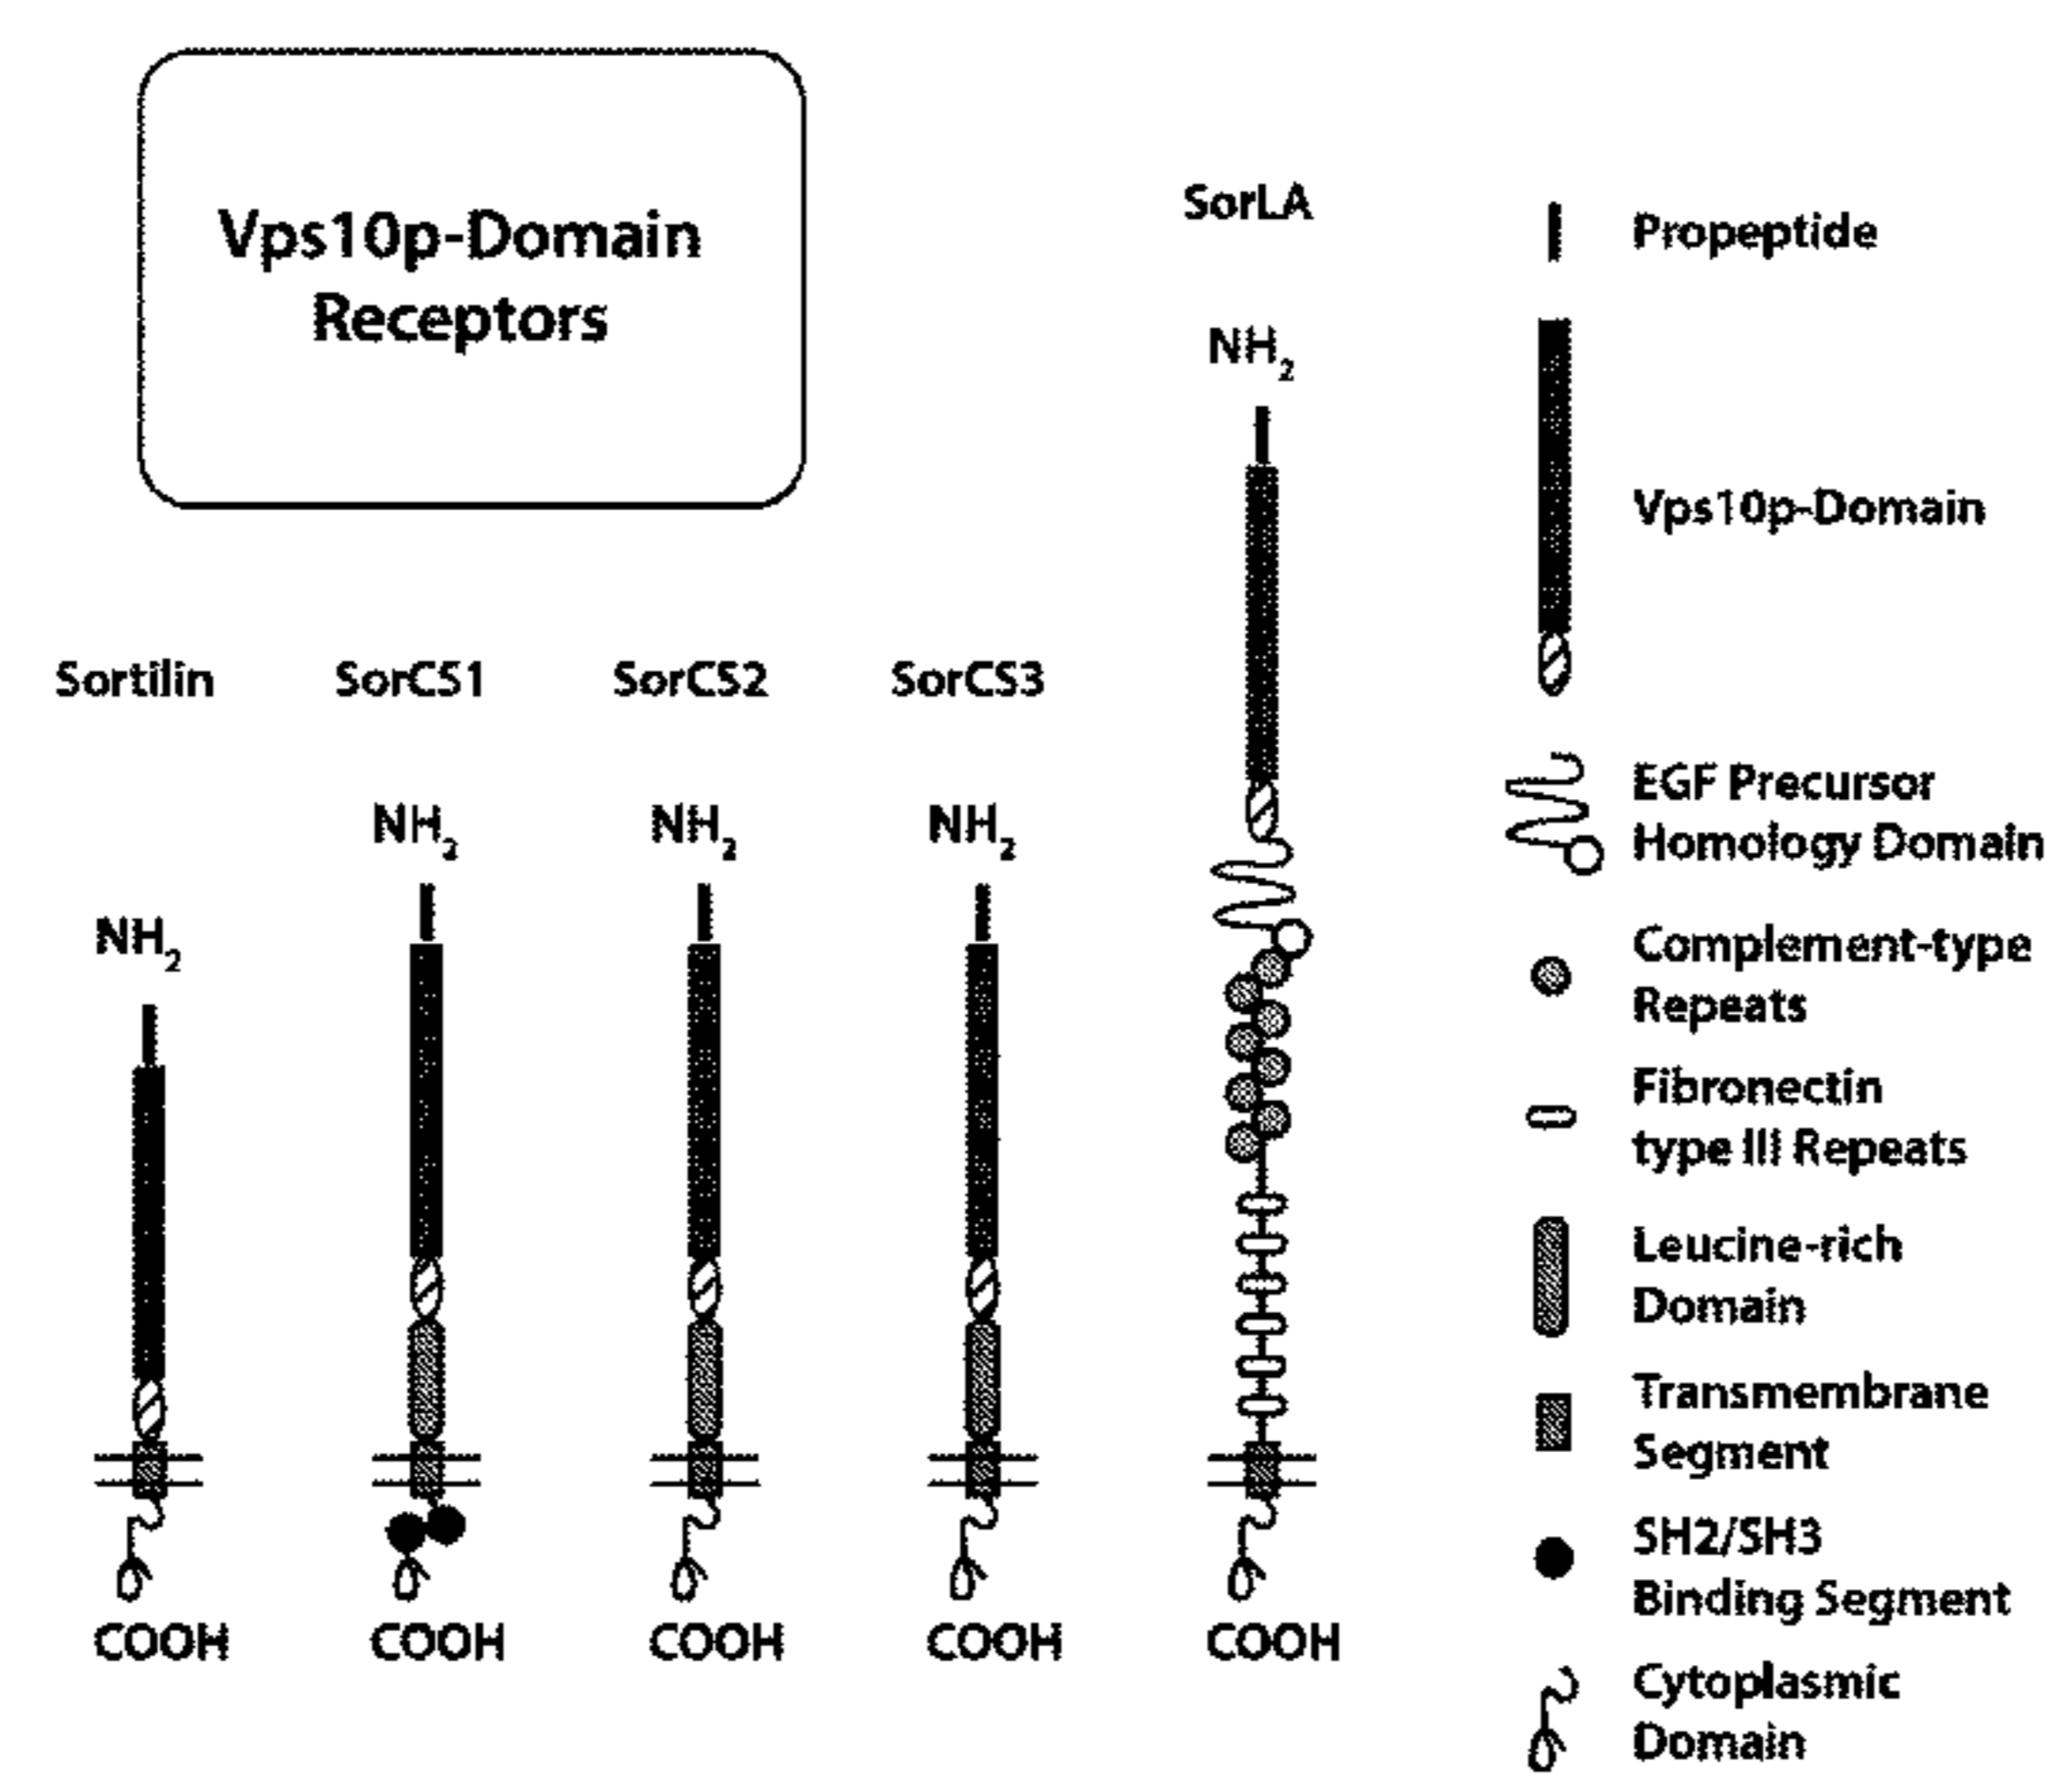 Vps10p-Domain
Receptors
Sortilin
SorCS1
SorCS2
SorCS3
SorLA
NH2
NH2
NH2
NH2
NH2
COOH
COOH
COOH
COOH
COOH
Propeptide
Vps10p-Domain
EGF Precursor
Homology Domain
Complement-type
Repeats
Fibronectin
type III Repeats
Leucine-rich
Domain
Transmembrane
Segment
SH2/SH3
Binding Segment
Cytoplasmic
Domain